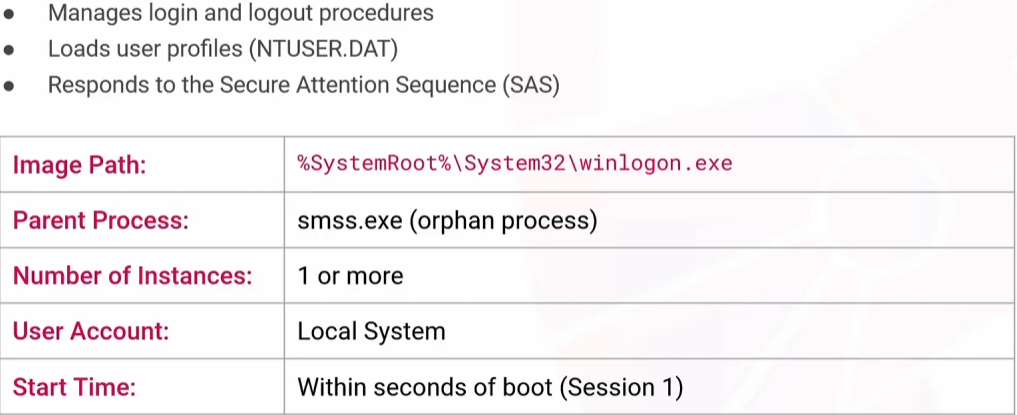 ● Manages login and logout procedures
● Loads user profiles (NTUSER.DAT)
● Responds to the Secure Attention Sequence (SAS)
Image Path: %SystemRoot%\System32\winlogon.exe
Parent Process: smss.exe (orphan process)
Number of Instances: 1 or more
User Account: Local System
Start Time: Within seconds of boot (Session 1)